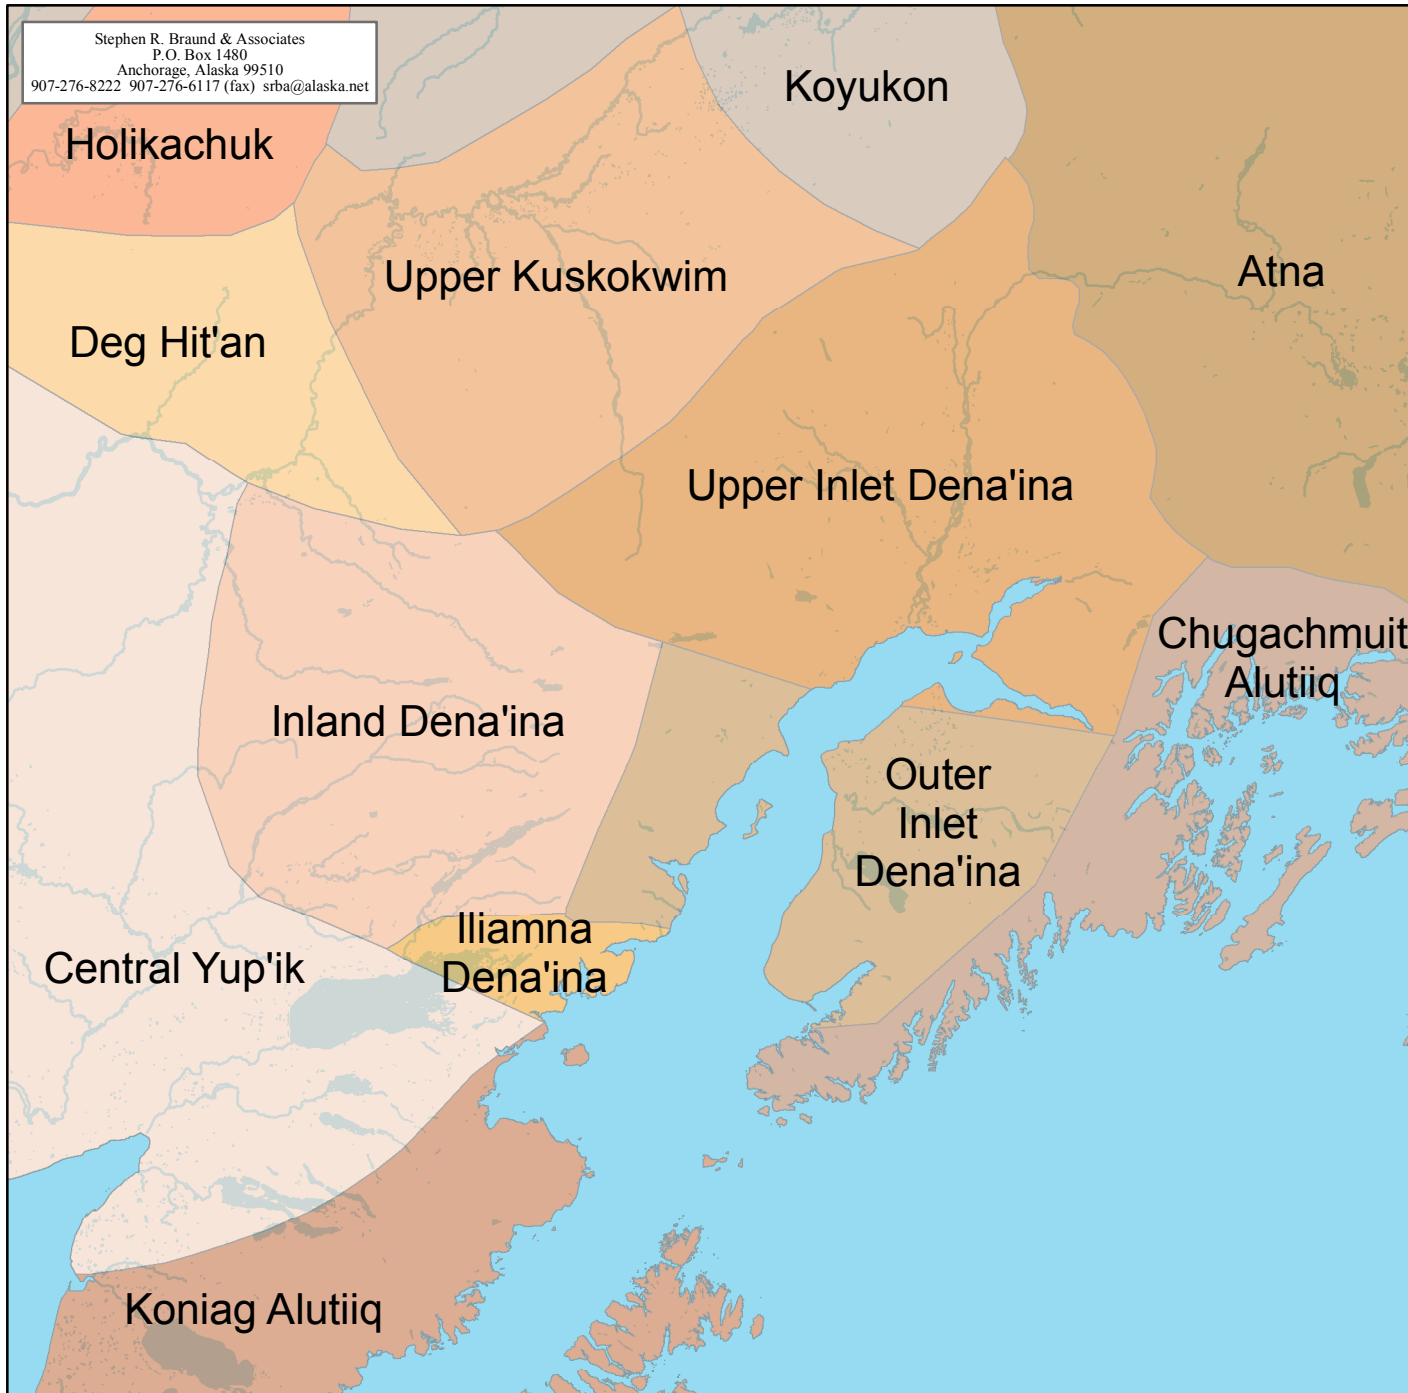 Stephen R. Braund & Associates
P.O. Box 1480
Anchorage, Alaska 99510
907-276-8222  907-276-6117 (fax)  srba@alaska.net
Koyukon
Holikachuk
Upper Kuskokwim
Atna
Deg Hit'an
Upper Inlet Dena'ina
Chugachmuit
Alutiiq
Inland Dena'ina
Outer
Inlet
Dena'ina
Iliamna
Dena'ina
Central Yup'ik
Koniag Alutiiq